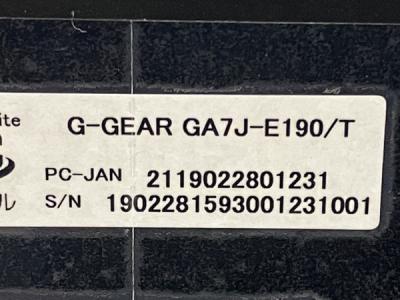 ite
G-GEAR GA7J-E190/T
PC-JAN 2119022801231
S/N 1902281593001231001
ル